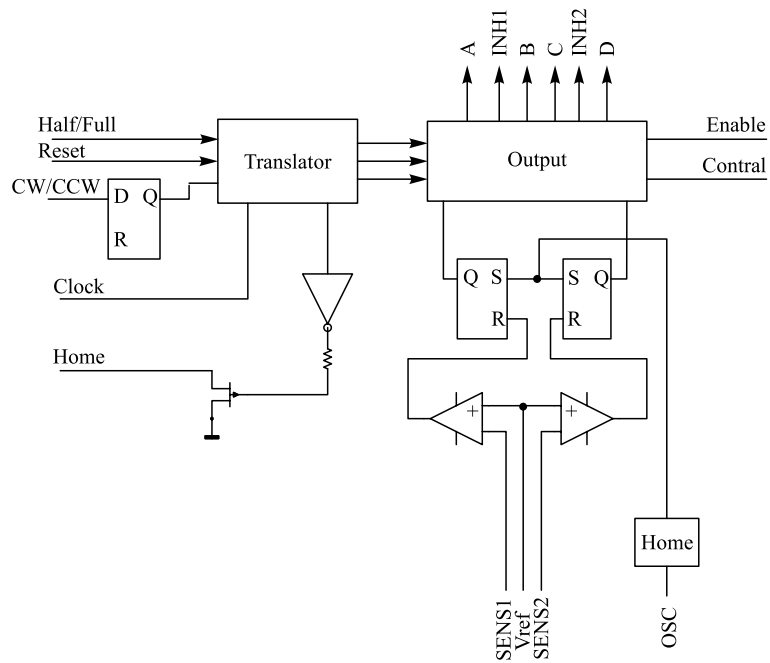 A
INH1
B
C
INH2
D
Half/Full
Reset
CW/CCW
D Q
R
Translator
Output
Enable
Contral
Clock
Home
Q S
R
S Q
R
+
+
SENS1
Vref
SENS2
Home
OSC